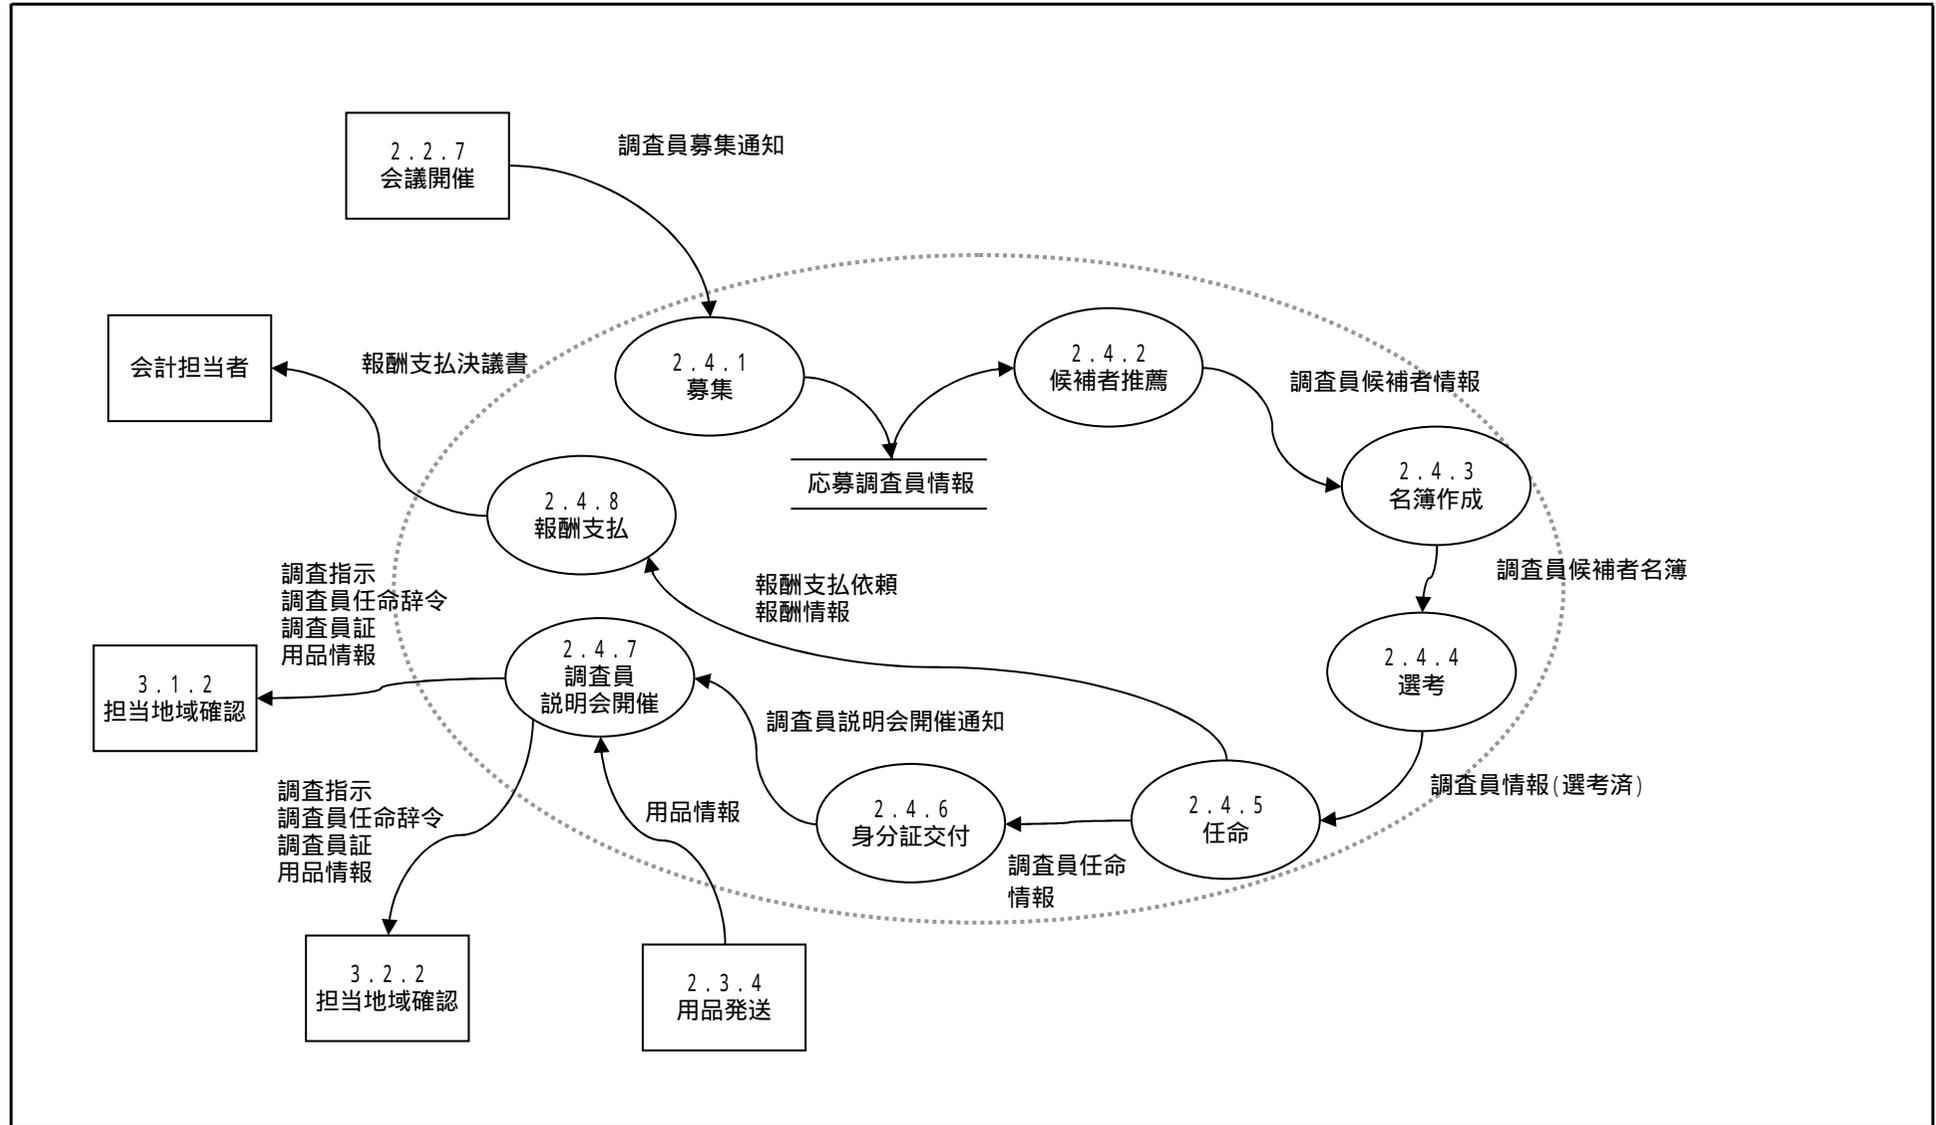 2.2.7
会議開催
調査員募集通知
会計担当者
報酬支払決議書
2.4.1
募集
2.4.2
候補者推薦
調査員候補者情報
応募調査員情報
2.4.3
名簿作成
2.4.8
報酬支払
調査員候補者名簿
調査指示
調査員任命辞令
調査員証
用品情報
報酬支払依頼
報酬情報
2.4.4
選考
2.4.7
調査員
説明会開催
3.1.2
担当地域確認
調査員説明会開催通知
調査員情報(選考済)
調査指示
調査員任命辞令
調査員証
用品情報
用品情報
2.4.6
身分証交付
2.4.5
任命
調査員任命
情報
3.2.2
担当地域確認
2.3.4
用品発送